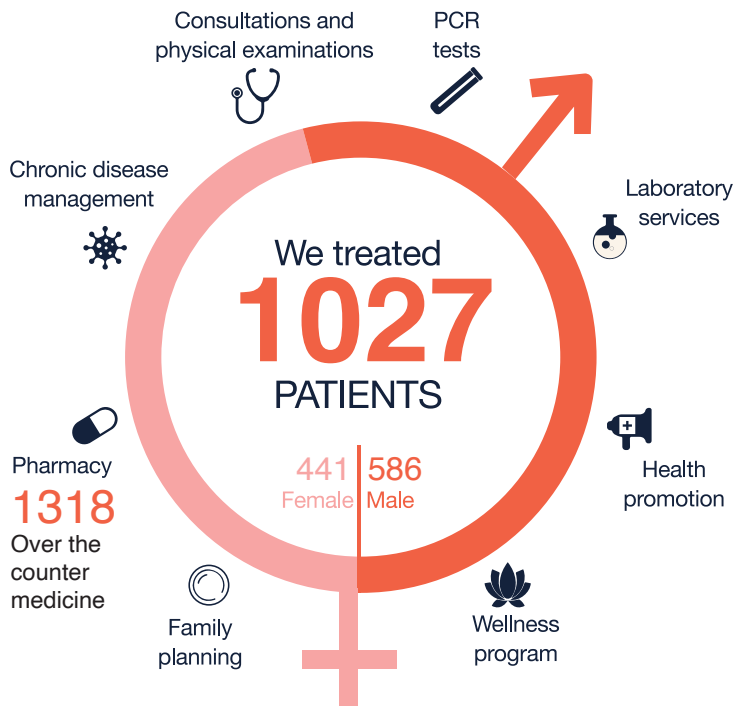 Consultations and
physical examinations
PCR
tests
Chronic disease
management
Laboratory
services
We treated
1027
PATIENTS
441
Female
586
Male
Pharmacy
1318
Over the
counter
medicine
Health
promotion
Family
planning
Wellness
program